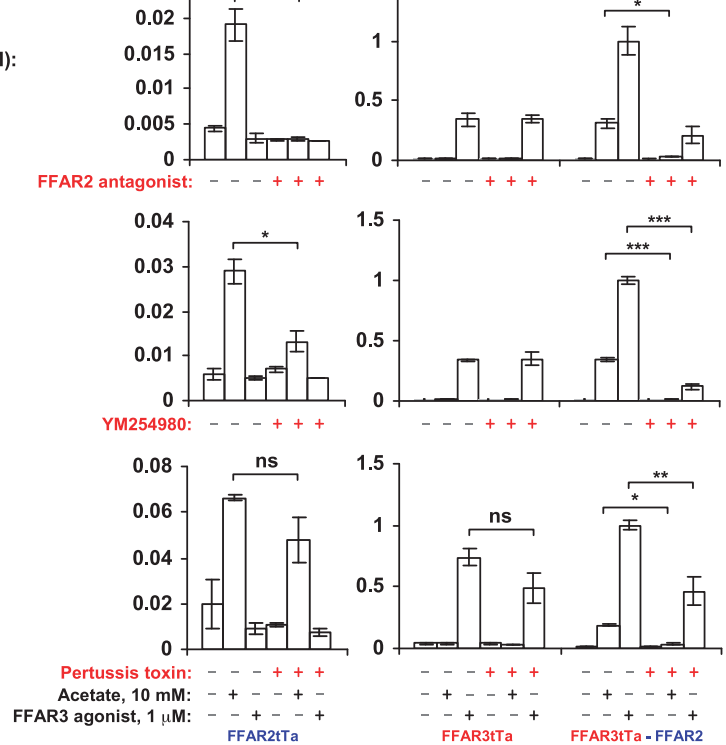 0.02 1 *
l):
0.015
0.01 0.5
0.005
0 0
FFAR2 antagonist: – – – + + + – – – + + + – – – + + +
0.04 1.5 ***
* ***
0.03 1
0.02
0.5
0.01
0 0
YM254980: – – – + + + – – – + + + – – – + + +
0.08 ns 1.5 **
ns *
0.06 1
0.04
0.5
0.02
0 0
Pertussis toxin: – – – + + + – – – + + + – – – + + +
Acetate, 10 mM: – + – – + – – + – – + – – + – – + –
FFAR3 agonist, 1 μM: – – + – – + – – + – – + – – + – – +
FFAR2tTa FFAR3tTa FFAR3tTa - FFAR2